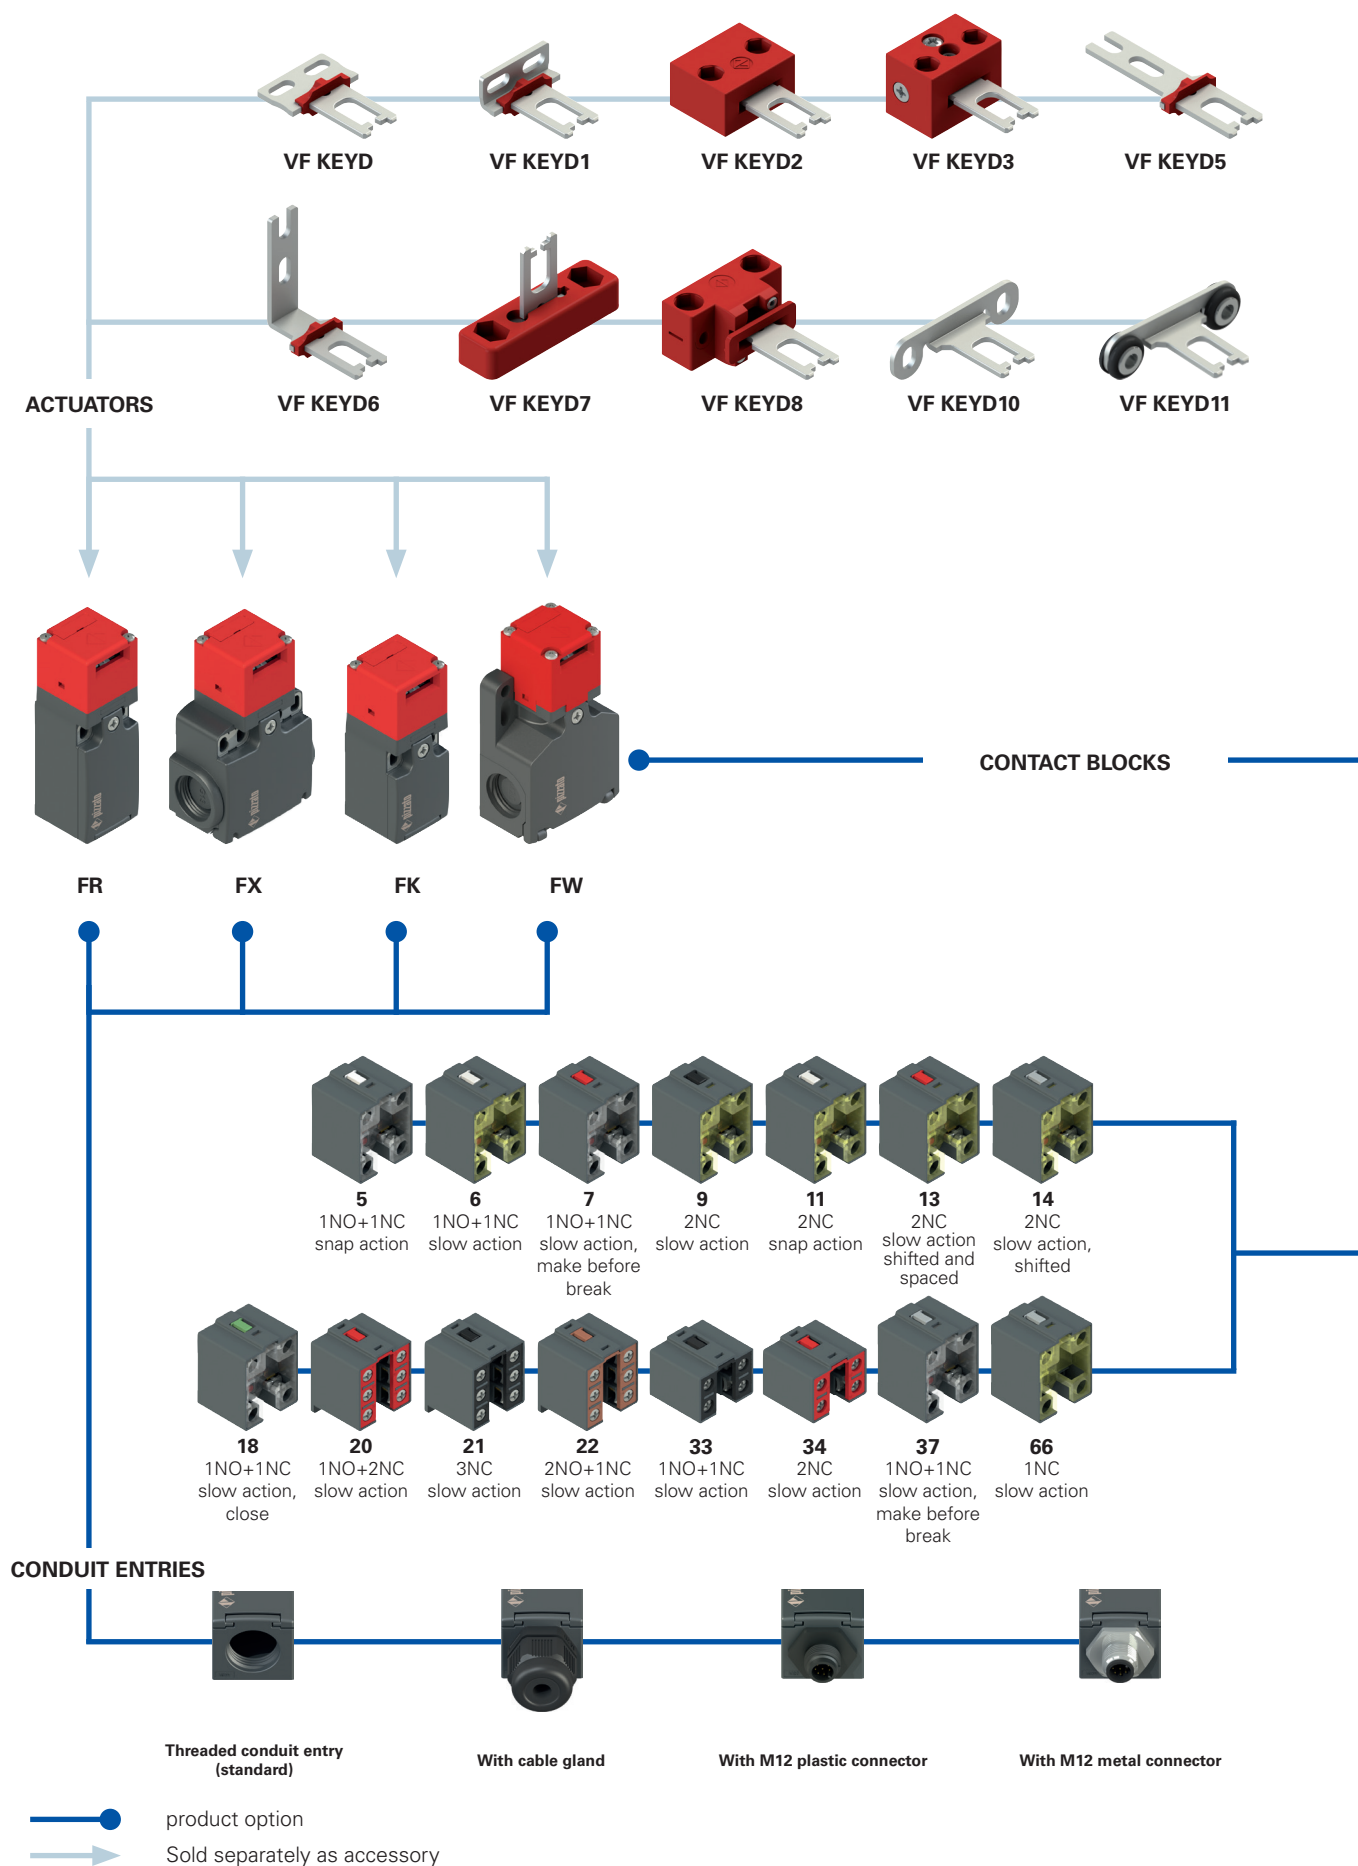 VF KEYD
VF KEYD1
VF KEYD2
VF KEYD3
VF KEYD5
VF KEYD6
VF KEYD7
VF KEYD8
VF KEYD10
VF KEYD11
ACTUATORS
pizzato
pizzato
pizzato
pizzato
CONTACT BLOCKS
FR
FX
FK
FW
5
1NO+1NC
snap action
6
1NO+1NC
slow action
7
1NO+1NC
slow action,
make before
break
9
2NC
slow action
11
2NC
snap action
13
2NC
slow action
shifted and
spaced
14
2NC
slow action,
shifted
18
1NO+1NC
slow action,
close
20
1NO+2NC
slow action
21
3NC
slow action
22
2NO+1NC
slow action
33
1NO+1NC
slow action
34
2NC
slow action
37
1NO+1NC
slow action,
make before
break
66
1NC
slow action
CONDUIT ENTRIES
Threaded conduit entry
(standard)
With cable gland
With M12 plastic connector
With M12 metal connector
product option
Sold separately as accessory